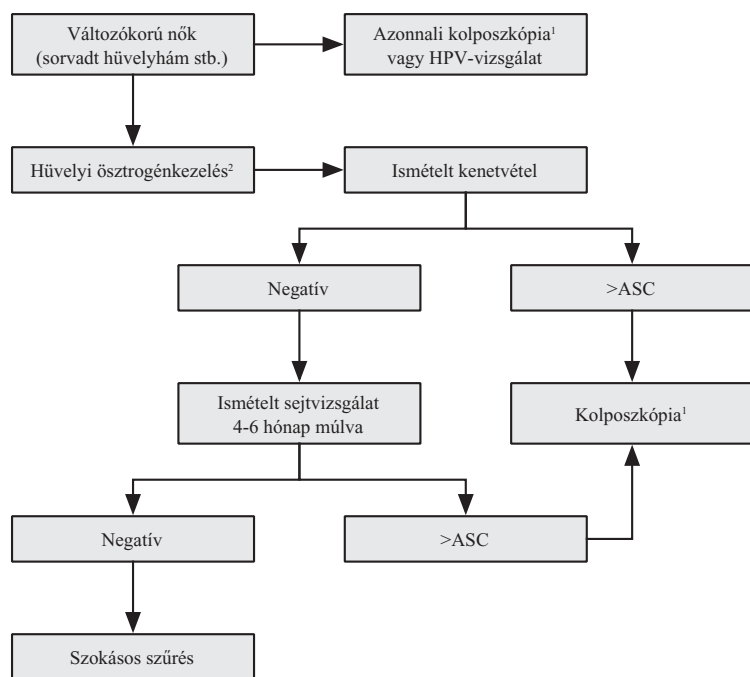 Változókorú nők
(sorvadt hüvelyhám stb.)
Azonnali kolposzkópia¹
vagy HPV-vizsgálat
Hüvelyi ösztrogénkezelés²
Ismételt kenetvétel
Negatív
>ASC
Ismételt sejtvizsgálat
4-6 hónap múlva
Kolposzkópia¹
Negatív
>ASC
Szokásos szűrés